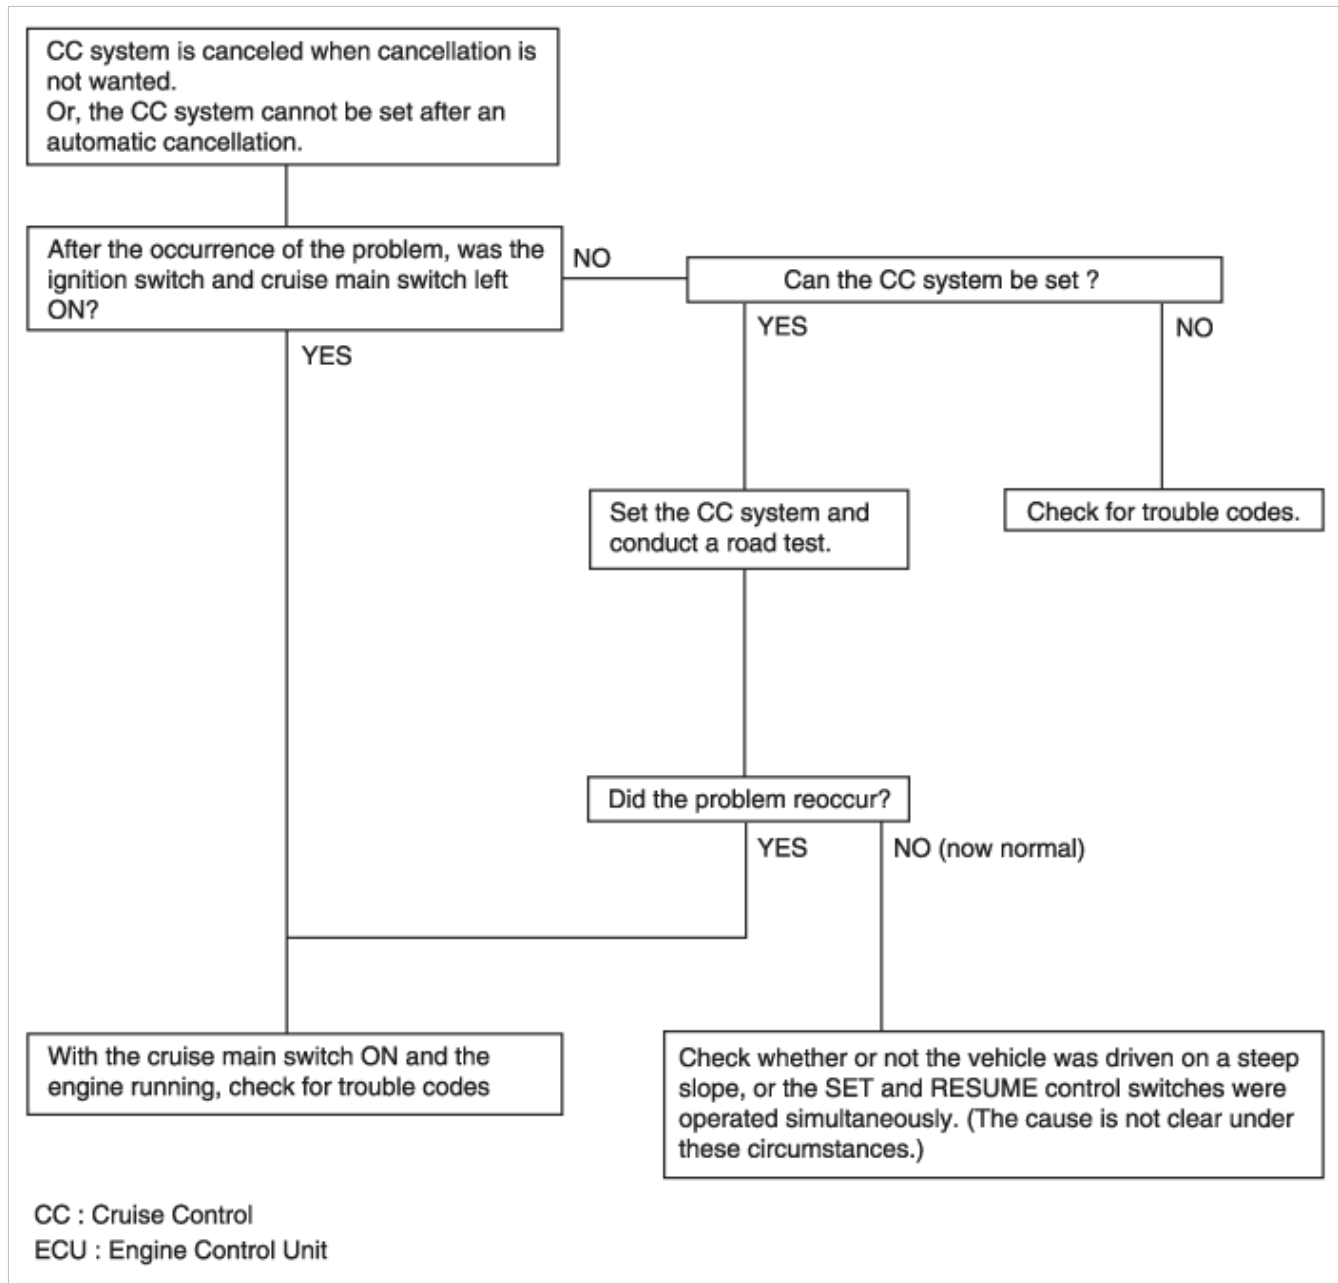 CC system is canceled when cancellation is
not wanted.
Or, the CC system cannot be set after an
automatic cancellation.
After the occurrence of the problem, was the
ignition switch and cruise main switch left
ON?
NO
Can the CC system be set ?
YES
YES
NO
Set the CC system and
conduct a road test.
Check for trouble codes.
Did the problem reoccur?
YES
NO (now normal)
With the cruise main switch ON and the
engine running, check for trouble codes
Check whether or not the vehicle was driven on a steep
slope, or the SET and RESUME control switches were
operated simultaneously. (The cause is not clear under
these circumstances.)
CC : Cruise Control
ECU : Engine Control Unit